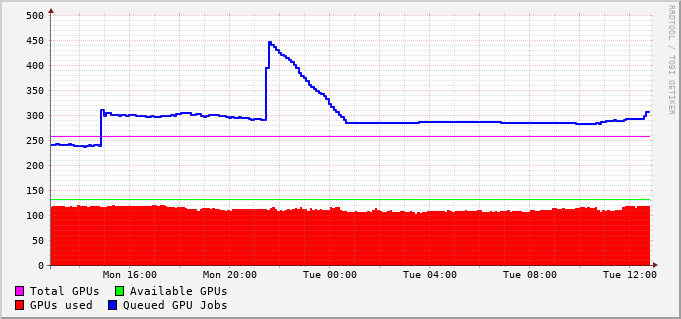 500
450
400
350
300
250
200
150
100
50
0
Mon 16:00 Mon 20:00 Tue 00:00 Tue 04:00 Tue 08:00 Tue 12:00
Total GPUs Available GPUs
GPUs used Queued GPU Jobs
RRDTOOL / TOBI OETIKER